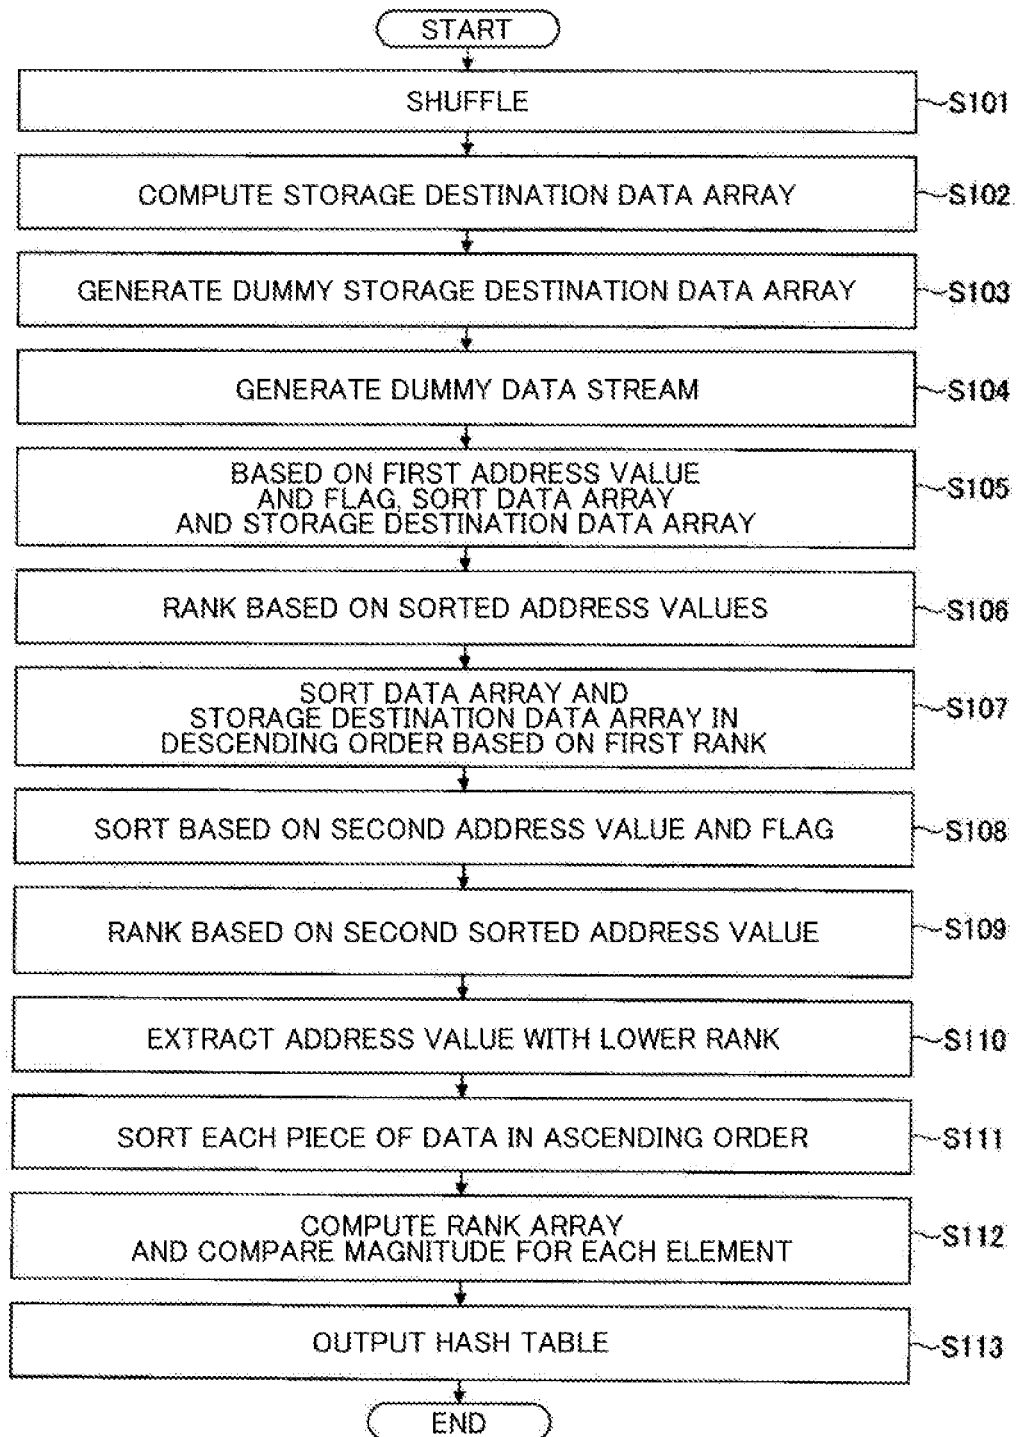 START
SHUFFLE
S101
COMPUTE STORAGE DESTINATION DATA ARRAY
S102
GENERATE DUMMY STORAGE DESTINATION DATA ARRAY
S103
GENERATE DUMMY DATA STREAM
S104
BASED ON FIRST ADDRESS VALUE
AND FLAG, SORT DATA ARRAY
AND STORAGE DESTINATION DATA ARRAY
S105
RANK BASED ON SORTED ADDRESS VALUES
S106
SORT DATA ARRAY AND
STORAGE DESTINATION DATA ARRAY IN
DESCENDING ORDER BASED ON FIRST RANK
S107
SORT BASED ON SECOND ADDRESS VALUE AND FLAG
S108
RANK BASED ON SECOND SORTED ADDRESS VALUE
S109
EXTRACT ADDRESS VALUE WITH LOWER RANK
S110
SORT EACH PIECE OF DATA IN ASCENDING ORDER
S111
COMPUTE RANK ARRAY
AND COMPARE MAGNITUDE FOR EACH ELEMENT
S112
OUTPUT HASH TABLE
S113
END